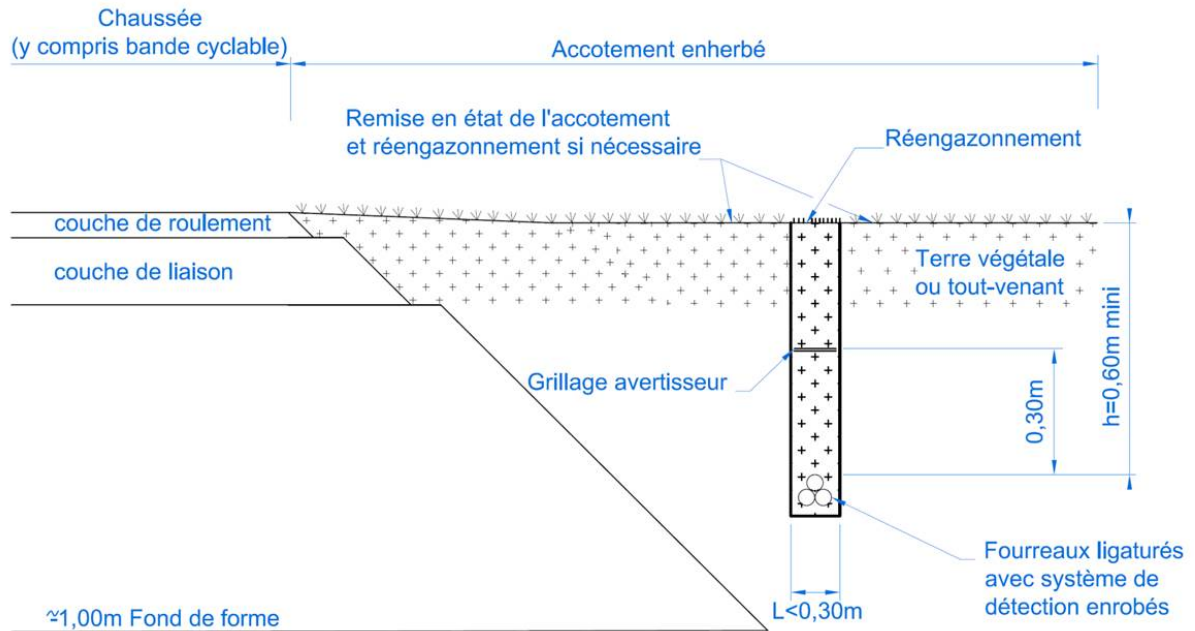 Chaussée
(y compris bande cyclable)
Accotement enherbé
Remise en état de l'accotement
et réengazonnement si nécessaire
Réengazonnement
couche de roulement
couche de liaison
Terre végétale
ou tout-venant
Grillage avertisseur
0,30m
h=0,60m mini
Fourreaux ligaturés
avec système de
détection enrobés
L<0,30m
≃1,00m Fond de forme